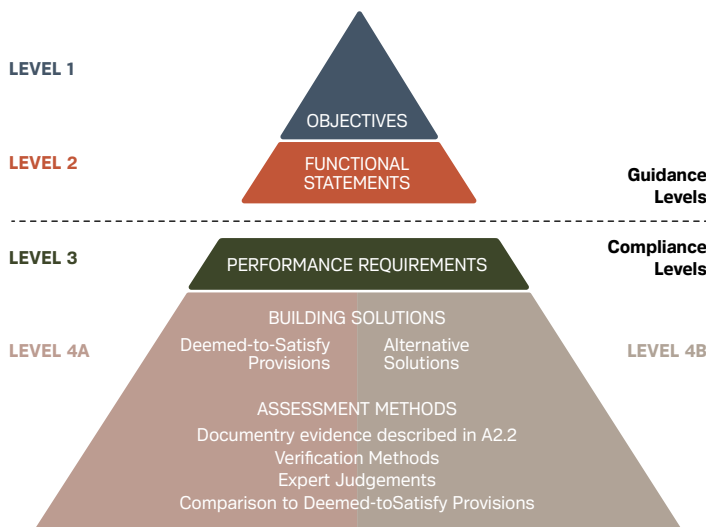 LEVEL 1
OBJECTIVES
LEVEL 2
FUNCTIONAL
STATEMENTS
Guidance
Levels
Compliance
Levels
LEVEL 3
PERFORMANCE REQUIREMENTS
BUILDING SOLUTIONS
LEVEL 4A
Deemed-to-Satisfy
Provisions
Alternative
Solutions
LEVEL 4B
ASSESSMENT METHODS
Documentry evidence described in A2.2
Verification Methods
Expert Judgements
Comparison to Deemed-toSatisfy Provisions